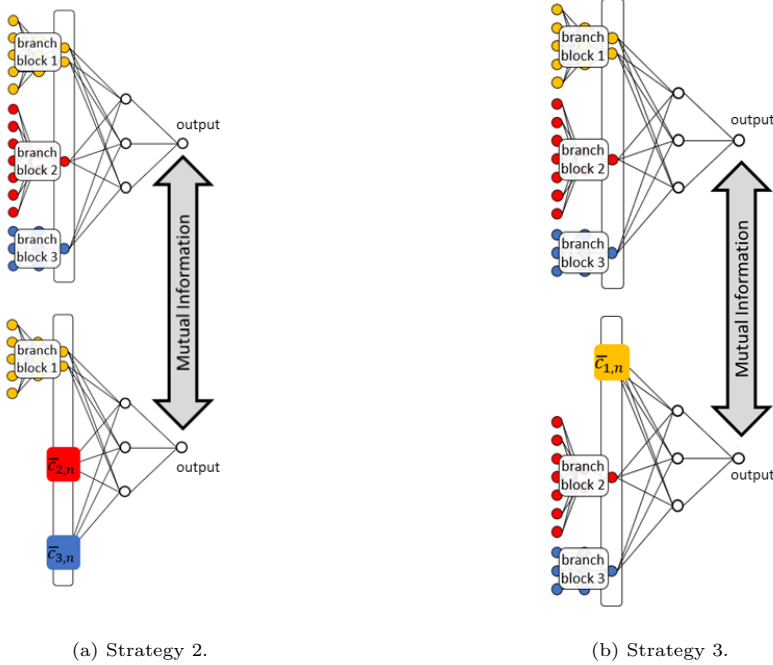 branch
block 1
output
branch
block 2
branch
block 3
Mutual Information
branch
block 1
c̅2,n
output
c̅3,n
(a) Strategy 2.
branch
block 1
output
branch
block 2
branch
block 3
Mutual Information
c̅1,n
branch
block 2
output
branch
block 3
(b) Strategy 3.